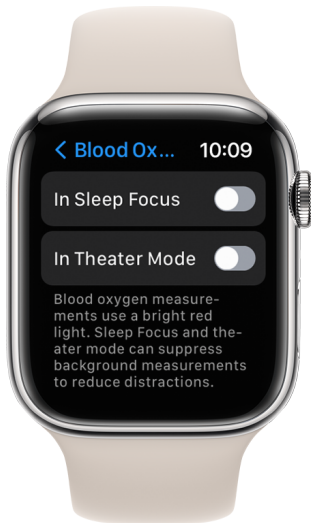 Blood Ox... 10:09
In Sleep Focus
In Theater Mode
Blood oxygen measure-
ments use a bright red
light. Sleep Focus and the-
ater mode can suppress
background measurements
to reduce distractions.